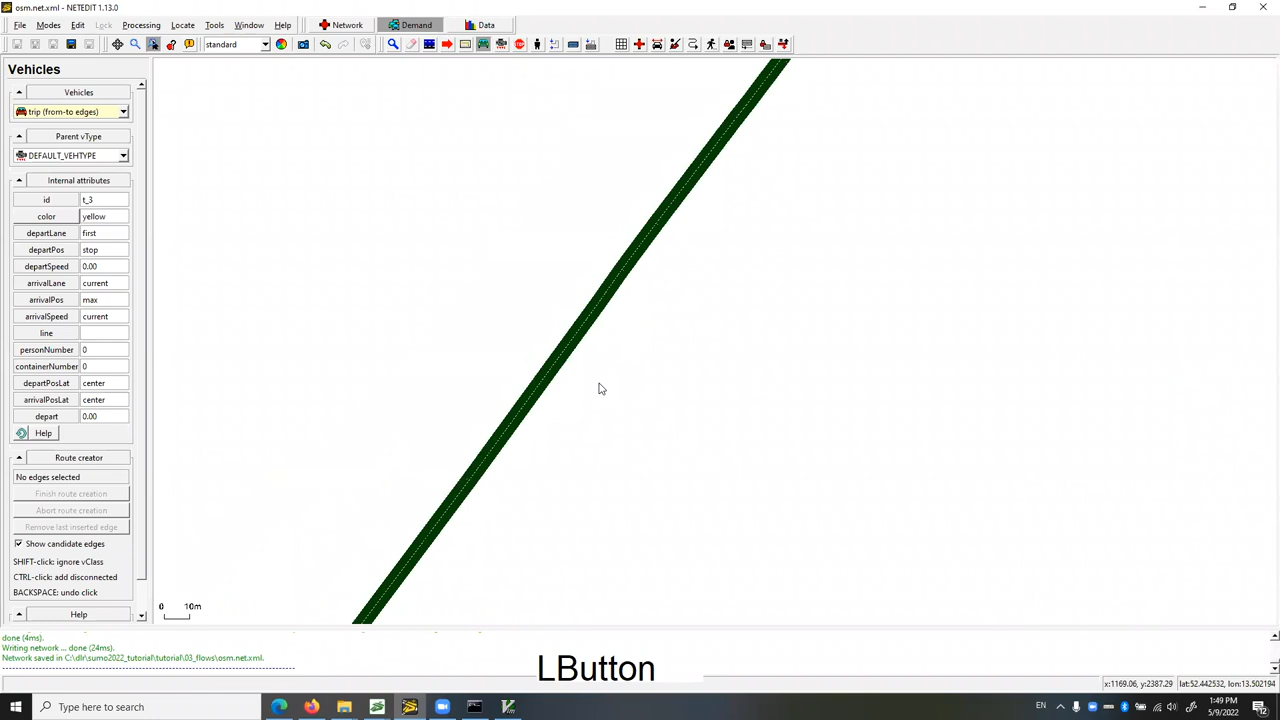 osm.net.xml - NETEDIT 1.13.0
File Modes Edit Lock Processing Locate Tools Window Help Network Demand Data
standard
Vehicles
Vehicles
trip (from-to edges)
Parent vType
DEFAULT_VEHTYPE
Internal attributes
id t_3
color yellow
departLane first
departPos stop
departSpeed 0.00
arrivalLane current
arrivalPos max
arrivalSpeed current
line
personNumber 0
containerNumber 0
departPosLat center
arrivalPosLat center
depart 0.00
Help
Route creator
No edges selected
Finish route creation
Abort route creation
Remove last inserted edge
Show candidate edges
SHIFT-click: ignore vClass
CTRL-click: add disconnected
BACKSPACE: undo click
Help
0 10m
done (4ms).
Writing network ... done (24ms).
Network saved in C:\dlr\sumo2022_tutorial\tutorial\03_flows\osm.net.xml.
LButton
x:1169.06, y:2387.29 lat:52.442532, lon:13.502194
Type here to search
EN
1:49 PM
5/9/2022